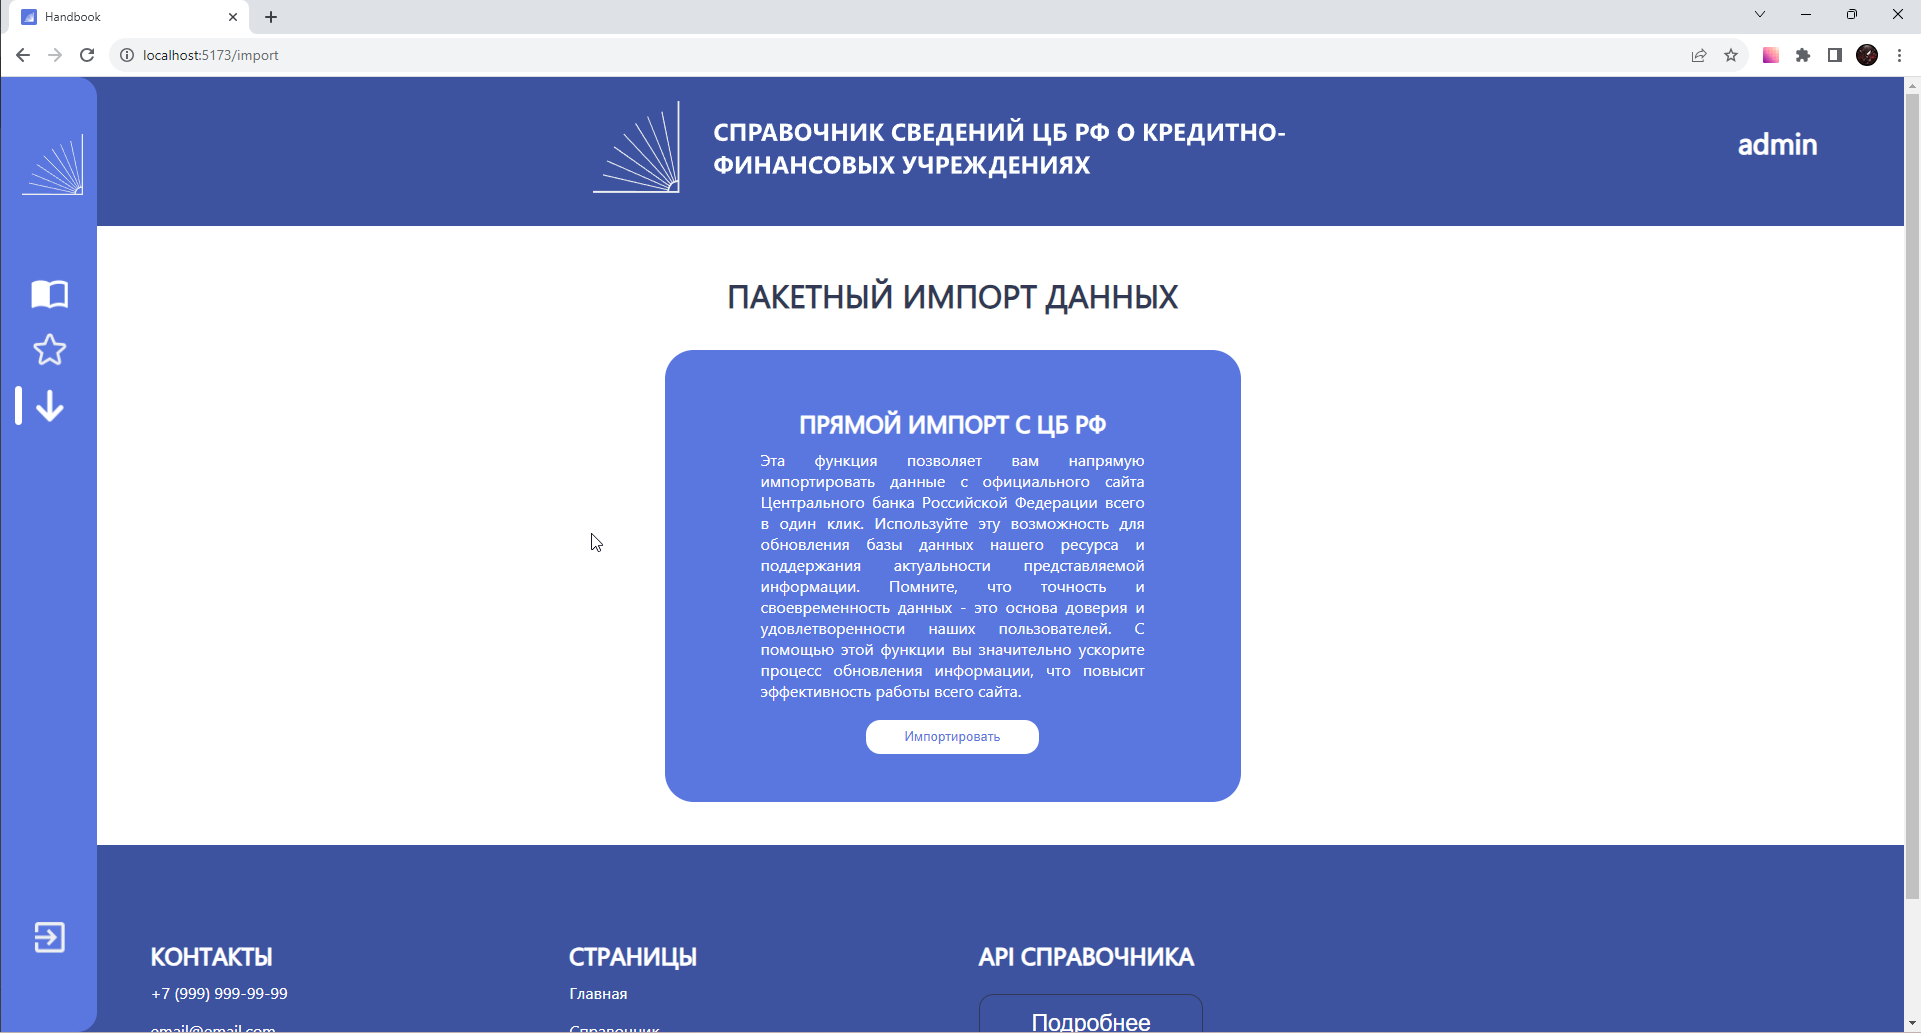 Handbook
localhost:5173/import
СПРАВОЧНИК СВЕДЕНИЙ ЦБ РФ О КРЕДИТНО-
ФИНАНСОВЫХ УЧРЕЖДЕНИЯХ
admin
ПАКЕТНЫЙ ИМПОРТ ДАННЫХ
ПРЯМОЙ ИМПОРТ С ЦБ РФ
Эта функция позволяет вам напрямую
импортировать данные с официального сайта
Центрального банка Российской Федерации всего
в один клик. Используйте эту возможность для
обновления базы данных нашего ресурса и
поддержания актуальности представляемой
информации. Помните, что точность и
своевременность данных - это основа доверия и
удовлетворенности наших пользователей. С
помощью этой функции вы значительно ускорите
процесс обновления информации, что повысит
эффективность работы всего сайта.
Импортировать
КОНТАКТЫ
+7 (999) 999-99-99
email@email.com
СТРАНИЦЫ
Главная
Справочник
API СПРАВОЧНИКА
Подробнее